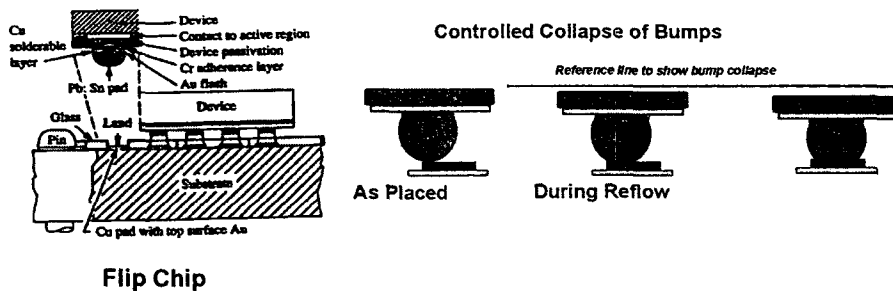 Device
Contact to active region
Device passivation
Cr adherance layer
Au flash
Cu
solderable
layer
Pb: Sn pad
Device
Glass
Land
Pin
Substrate
Cu pad with top surface Au
Flip Chip
Controlled Collapse of Bumps
Reference line to show bump collapse
As Placed
During Reflow